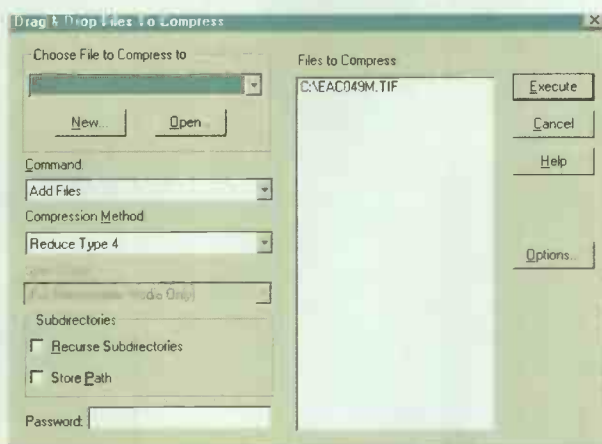 Drag & Drop Files To Compress
Choose File to Compress to
New...
Open...
Command:
Add Files
Compression Method
Reduce Type 4
Only)
Subdirectories
Recurse Subdirectories
Store Path
Password:
Files to Compress
C:\EAC049M.TIF
Execute
Cancel
Help
Options...